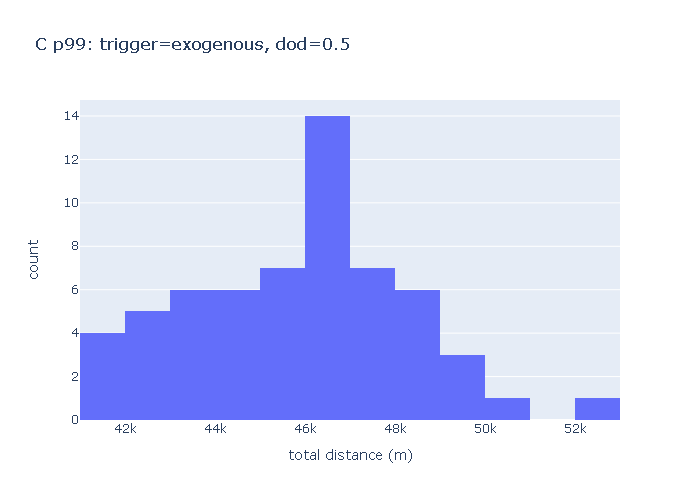 C p99: trigger=exogenous, dod=0.5
14
12
10
8
6
4
2
0
count
42k 44k 46k 48k 50k 52k
total distance (m)